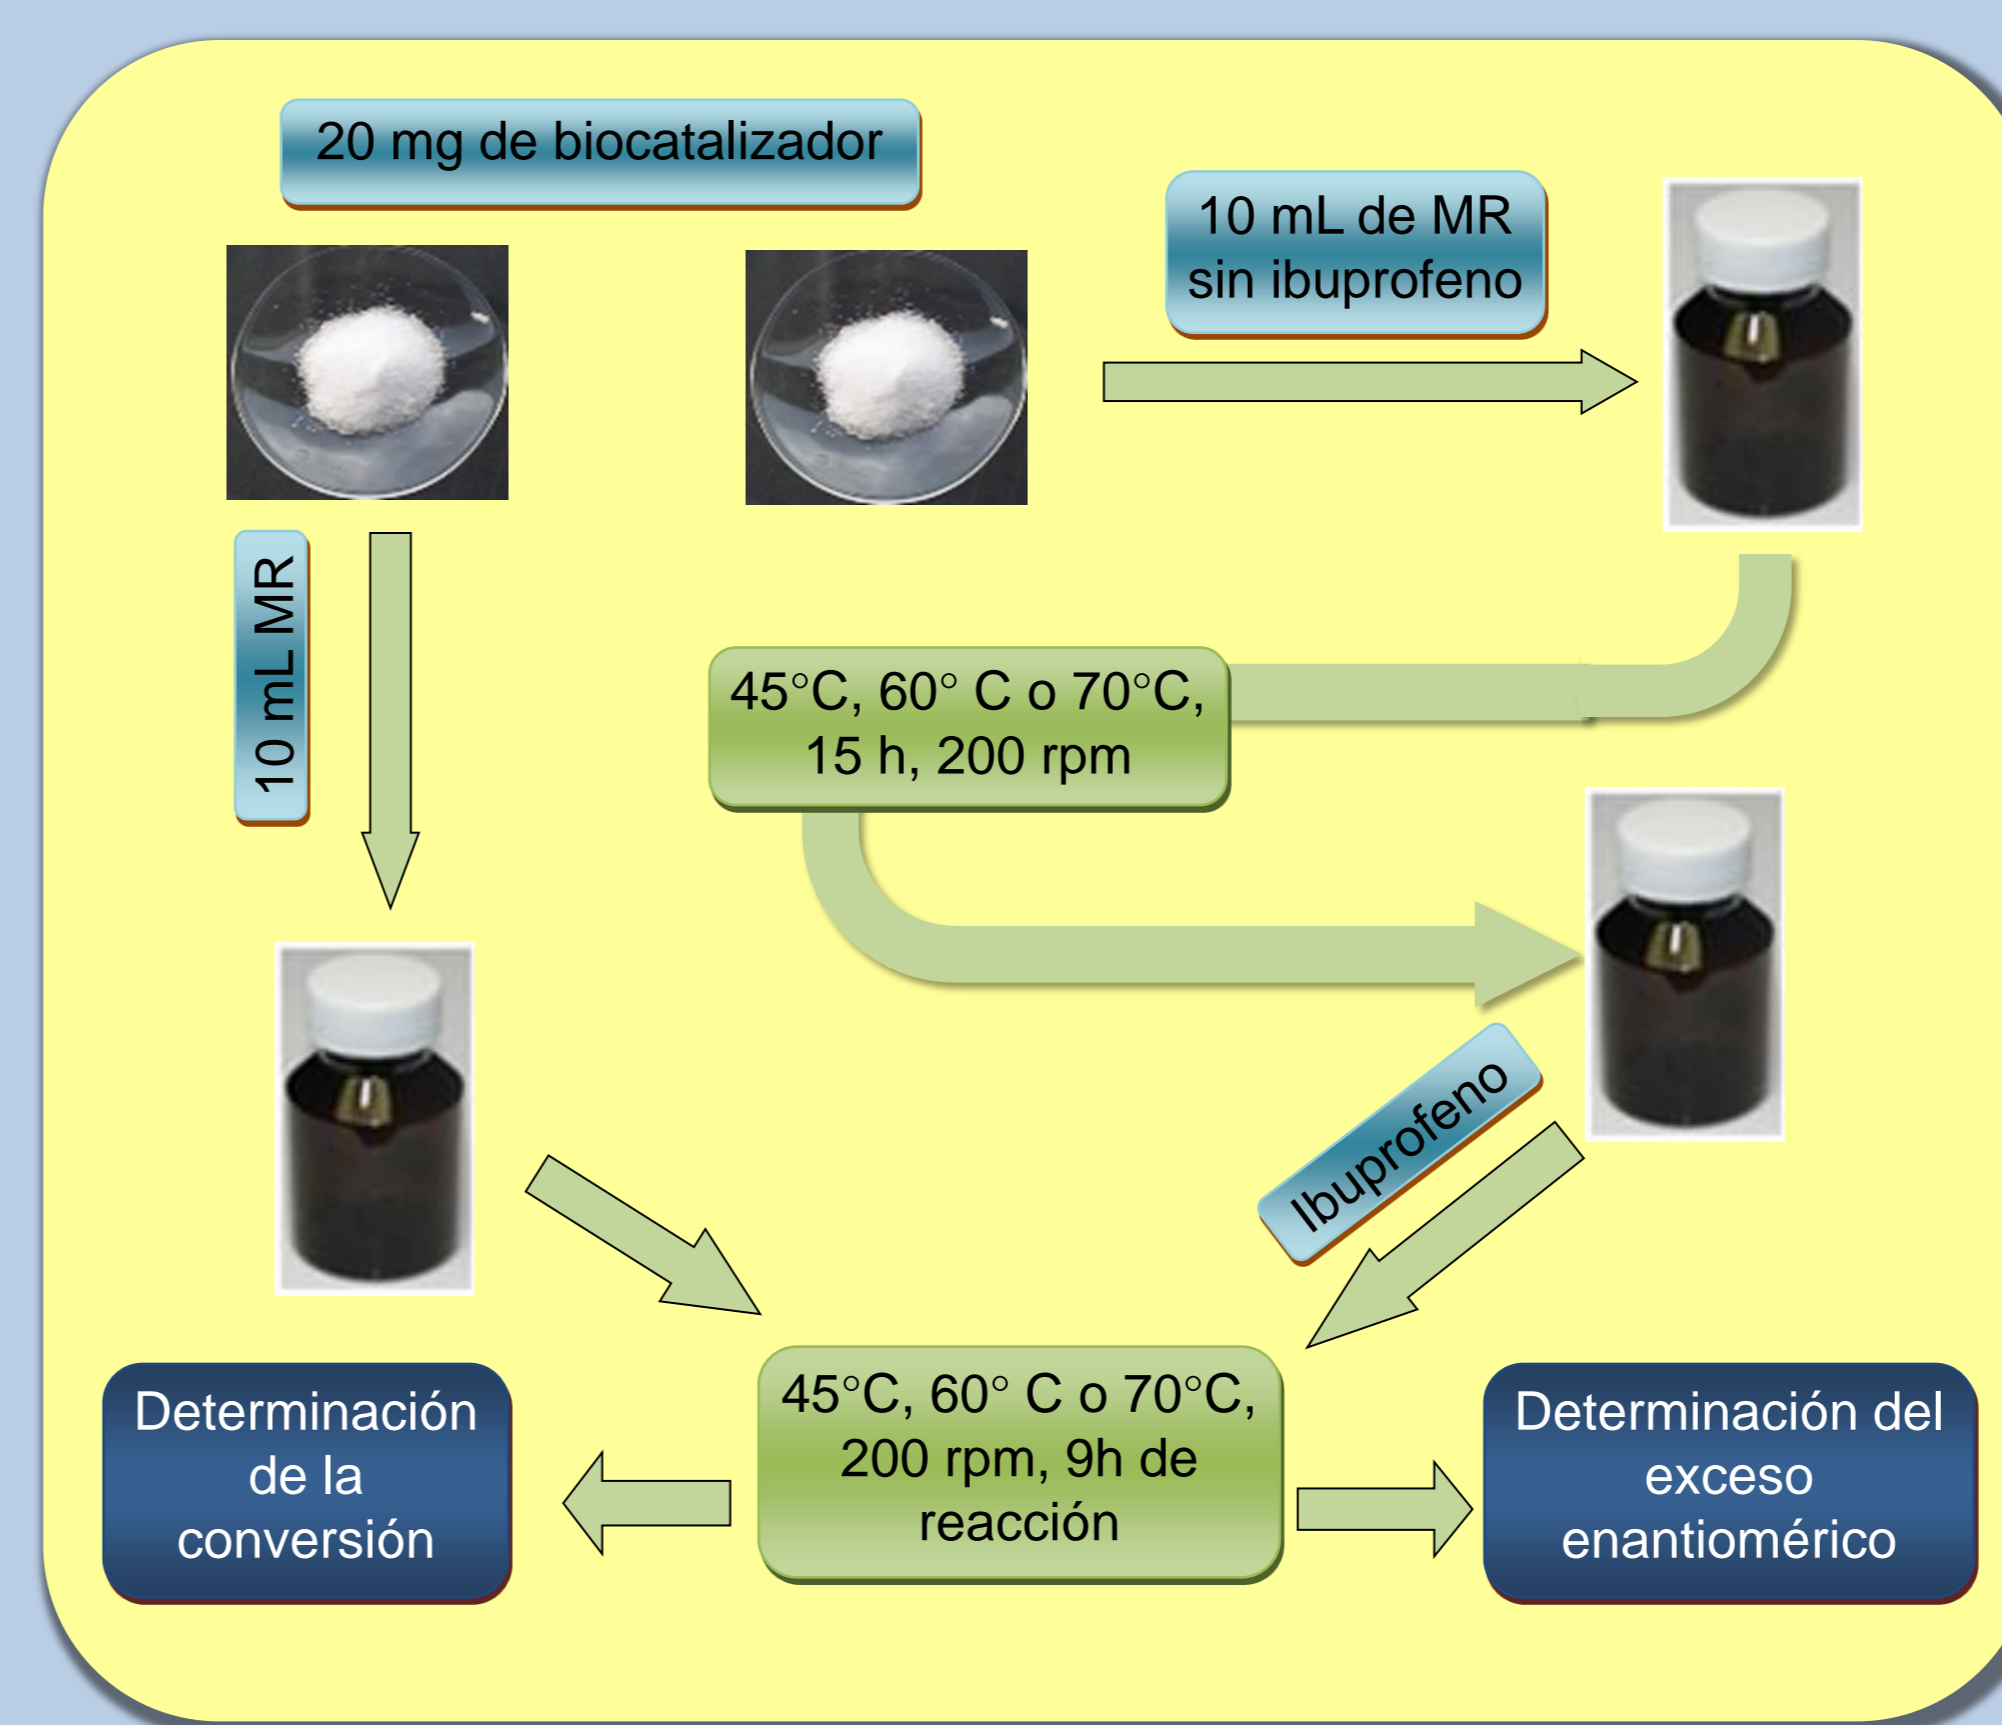 20 mg de biocatalizador
10 mL de MR
sin ibuprofeno
10 mL MR
45°C, 60° C o 70°C,
15 h, 200 rpm
Ibuprofeno
45°C, 60° C o 70°C,
200 rpm, 9h de
reacción
Determinación
de la
conversión
Determinación del
exceso
enantiomérico